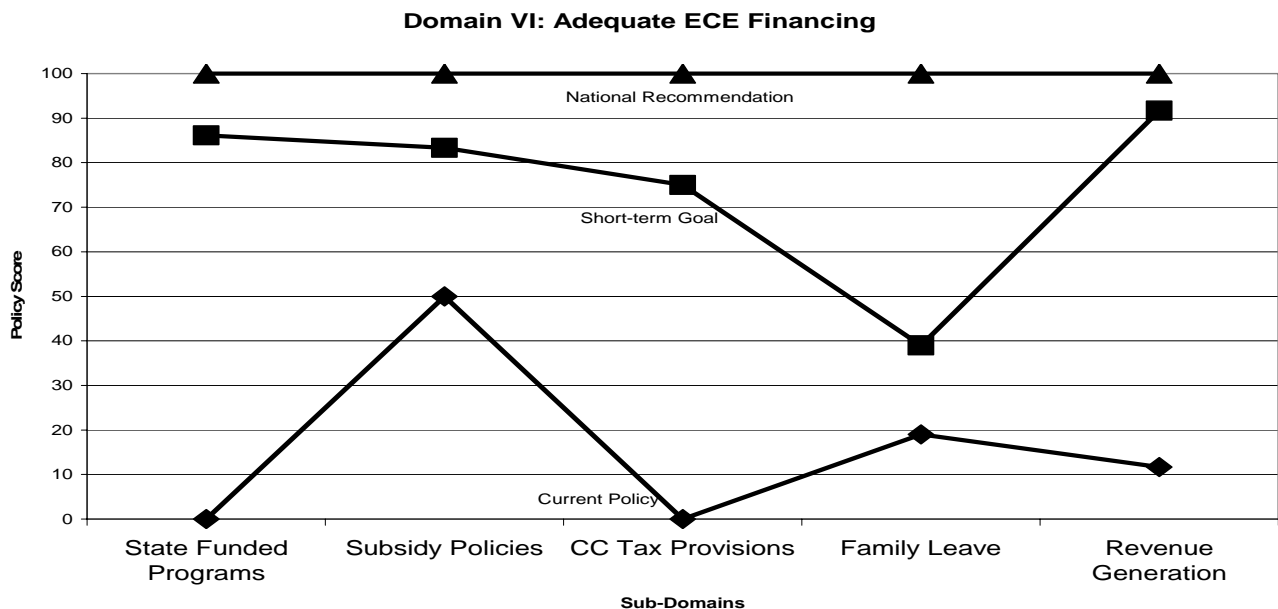 Domain VI: Adequate ECE Financing
100
90
80
70
60
50
40
30
20
10
0
Policy Score
National Recommendation
Short-term Goal
Current Policy
State Funded Programs
Subsidy Policies
CC Tax Provisions
Family Leave
Revenue Generation
Sub-Domains